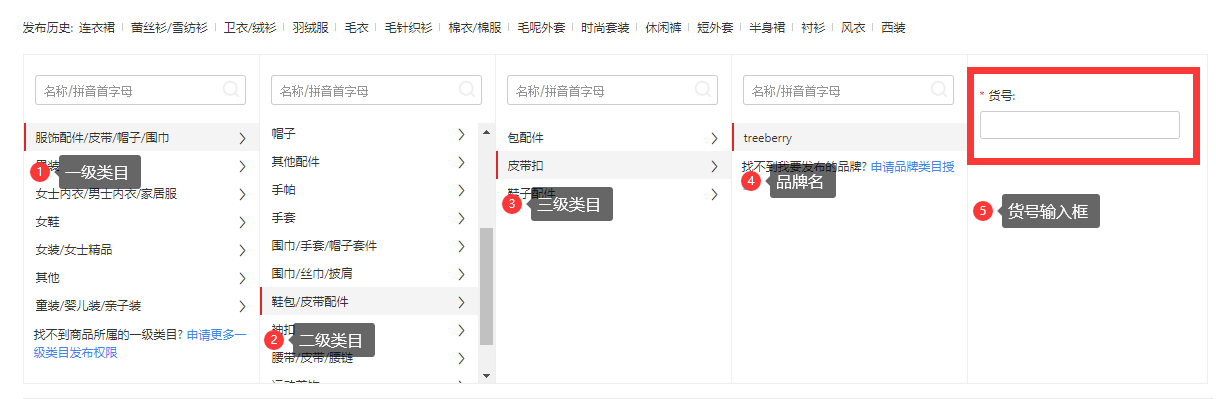 发布历史: 连衣裙 | 蕾丝衫/雪纺衫 | 卫衣/绒衫 | 羽绒服 | 毛衣 | 毛针织衫 | 棉衣/棉服 | 毛呢外套 | 时尚套装 | 休闲裤 | 短外套 | 半身裙 | 衬衫 | 风衣 | 西装
名称/拼音首字母
服饰配件/皮带/帽子/围巾
男装
1 一级类目
女士内衣/男士内衣/家居服
女鞋
女装/女士精品
其他
童装/婴儿装/亲子装
找不到商品所属的一级类目? 申请更多一
级类目发布权限
名称/拼音首字母
帽子
其他配件
手帕
手套
围巾/手套/帽子套件
围巾/丝巾/披肩
鞋包/皮带配件
袖扣
2 二级类目
腰带/皮带/腰链
名称/拼音首字母
包配件
皮带扣
鞋子配件
3 三级类目
名称/拼音首字母
treeberry
找不到我要发布的品牌? 申请品牌类目授
4 品牌名
* 货号:
5 货号输入框